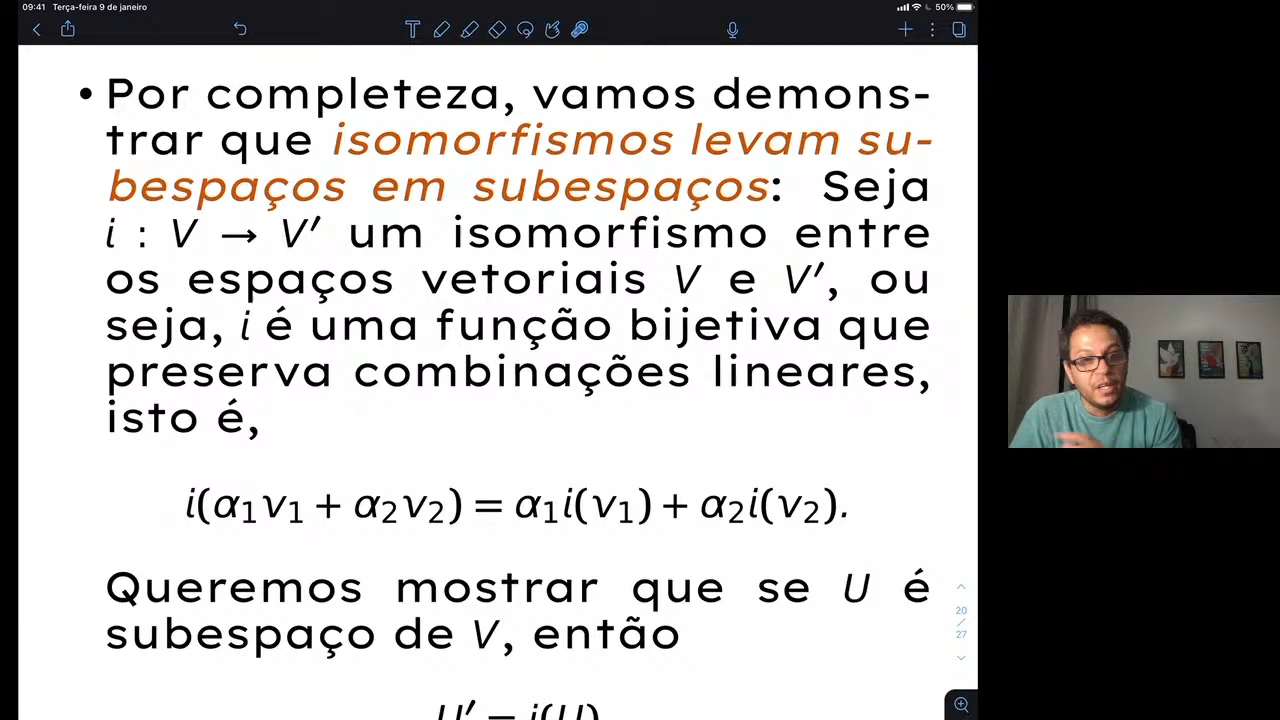 09:41 Terça-feira 9 de janeiro
50%
• Por completeza, vamos demons-
trar que isomorfismos levam su-
bespaços em subespaços: Seja
i : V → V′ um isomorfismo entre
os espaços vetoriais V e V′, ou
seja, i é uma função bijetiva que
preserva combinações lineares,
isto é,
i(α₁v₁ + α₂v₂) = α₁i(v₁) + α₂i(v₂).
Queremos mostrar que se U é
subespaço de V, então
U′ = i(U)
20
/
27